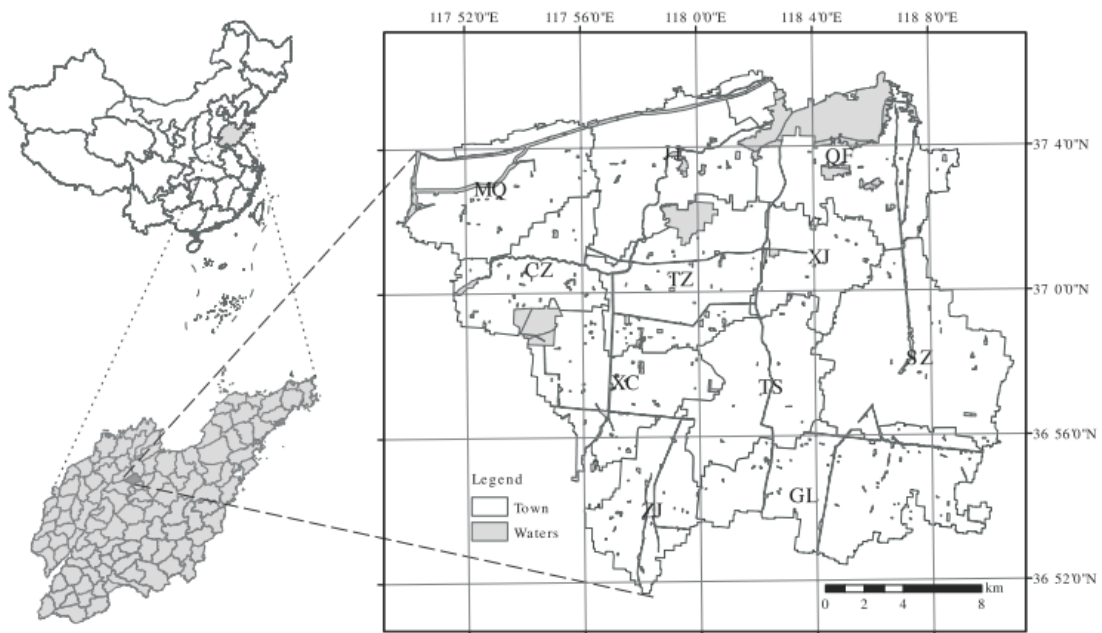 117 52'0"E 117 56'0"E 118 0'0"E 118 4'0"E 118 8'0"E
37 4'0"N
JJ
QF
MQ
XJ
CZ
TZ
37 0'0"N
SZ
XC
TS
36 56'0"N
Legend
Town
Waters
GL
ZJ
36 52'0"N
km
0 2 4 8